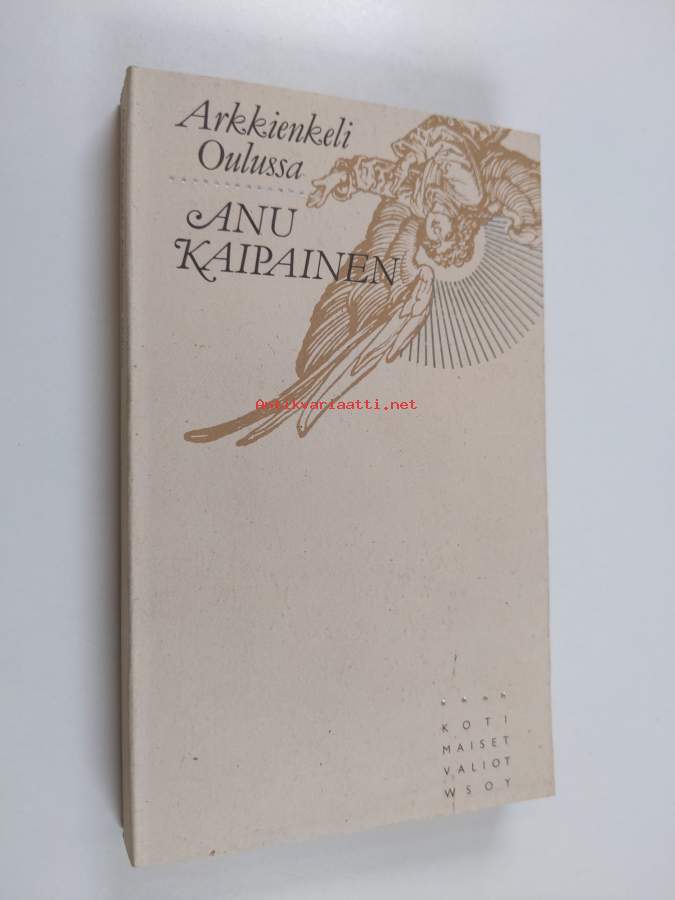 Arkkienkeli
Oulussa
ANU
KAIPAINEN
Antikvariaatti.net
KOTI
MAISET
VALIOT
WSOY